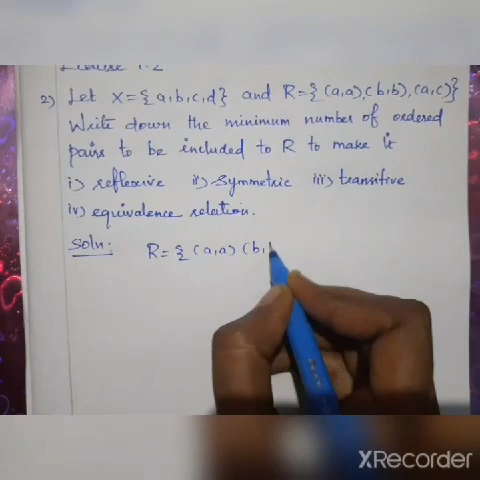 2) Let X={a,b,c,d} and R={(a,a),(b,b),(a,c)}
Write down the minimum number of ordered
pairs to be included to R to make it
i) reflexive ii) Symmetric iii) transitive
iv) equivalence relation.
Soln: R={(a,a) (b,
XRecorder